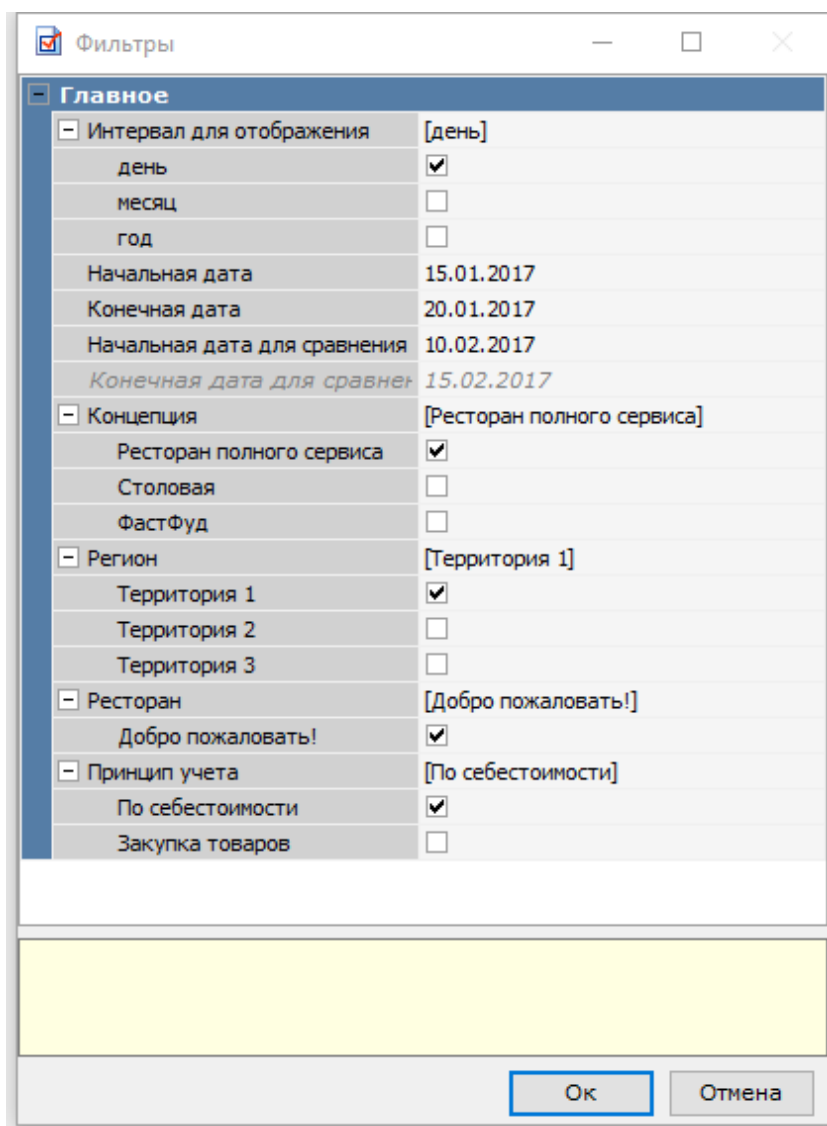 Фильтры
Главное
Интервал для отображения [день]
день
месяц
год
Начальная дата 15.01.2017
Конечная дата 20.01.2017
Начальная дата для сравнения 10.02.2017
Конечная дата для 15.02.2017
Концепция [Ресторан полного сервиса]
Ресторан полного сервиса
Столовая
ФастФуд
Регион [Территория 1]
Территория 1
Территория 2
Территория 3
Ресторан [Добро пожаловать!]
Добро пожаловать!
Принцип учета [По себестоимости]
По себестоимости
Закупка товаров
Ок Отмена